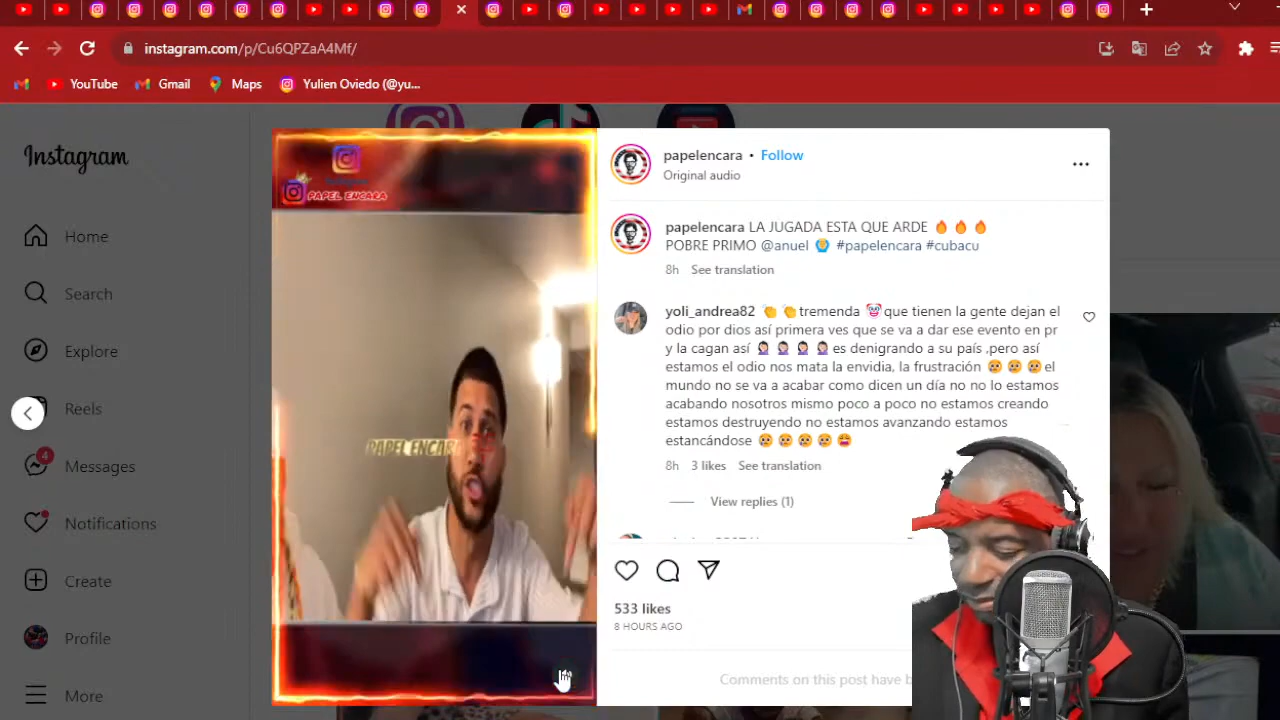 instagram.com/p/Cu6QPZaA4Mf/
YouTube
Gmail
Maps
Yulien Oviedo (@yu...
Instagram
Home
Search
Explore
Reels
4
Messages
Notifications
Create
Profile
More
PAPEL ENCARA
PAPEL ENCARA
papelencara • Follow
Original audio
papelencara LA JUGADA ESTA QUE ARDE 🔥 🔥 🔥
POBRE PRIMO @anuel #papelencara #cubacu
8h See translation
yoli_andrea82 👏 👏tremenda 🤡que tienen la gente dejan el
odio por dios así primera ves que se va a dar ese evento en pr
y la cagan así 🤦🏻‍♀️ 🤦🏼‍♀️ 🤦🏻‍♀️ 🤦🏼‍♀️ es denigrando a su país ,pero así
estamos el odio nos mata la envidia, la frustración 😢 😢 😢el
mundo no se va a acabar como dicen un día no no lo estamos
acabando nosotros mismo poco a poco no estamos creando
estamos destruyendo no estamos avanzando estamos
estancándose 😢 😢 😢 😢 😩
8h 3 likes See translation
View replies (1)
533 likes
8 HOURS AGO
Comments on this post have b